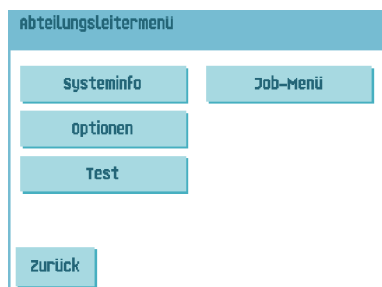 Abteilungsleitermenü
Systeminfo
Job-Menü
Optionen
Test
Zurück